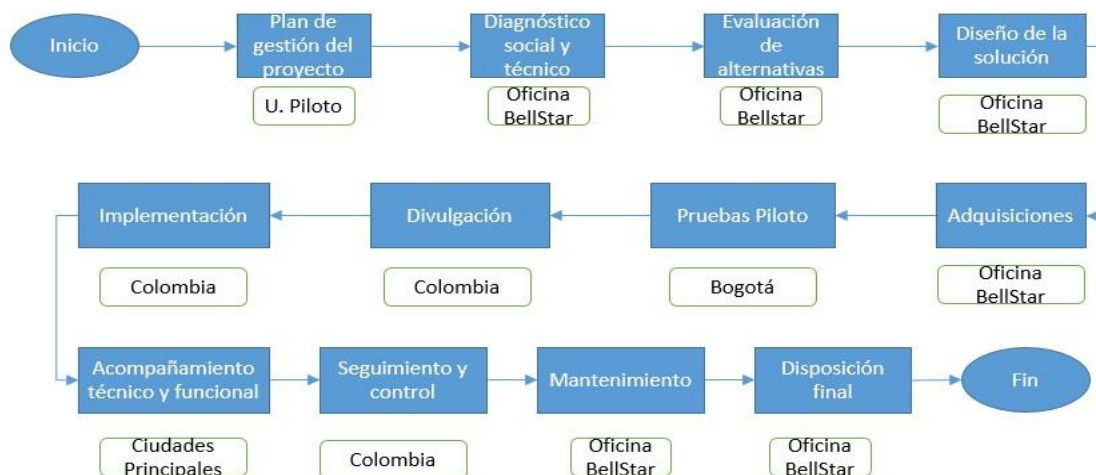 Inicio
Plan de
gestión del
proyecto
Diagnóstico
social y
técnico
Evaluación
de
alternativas
Diseño de la
solución
U. Piloto
Oficina
BellStar
Oficina
Bellstar
Oficina
BellStar
Implementación
Divulgación
Pruebas Piloto
Adquisiciones
Colombia
Colombia
Bogotá
Oficina
BellStar
Acompañamiento
técnico y funcional
Seguimiento y
control
Mantenimiento
Disposición
final
Fin
Ciudades
Principales
Colombia
Oficina
BellStar
Oficina
BellStar